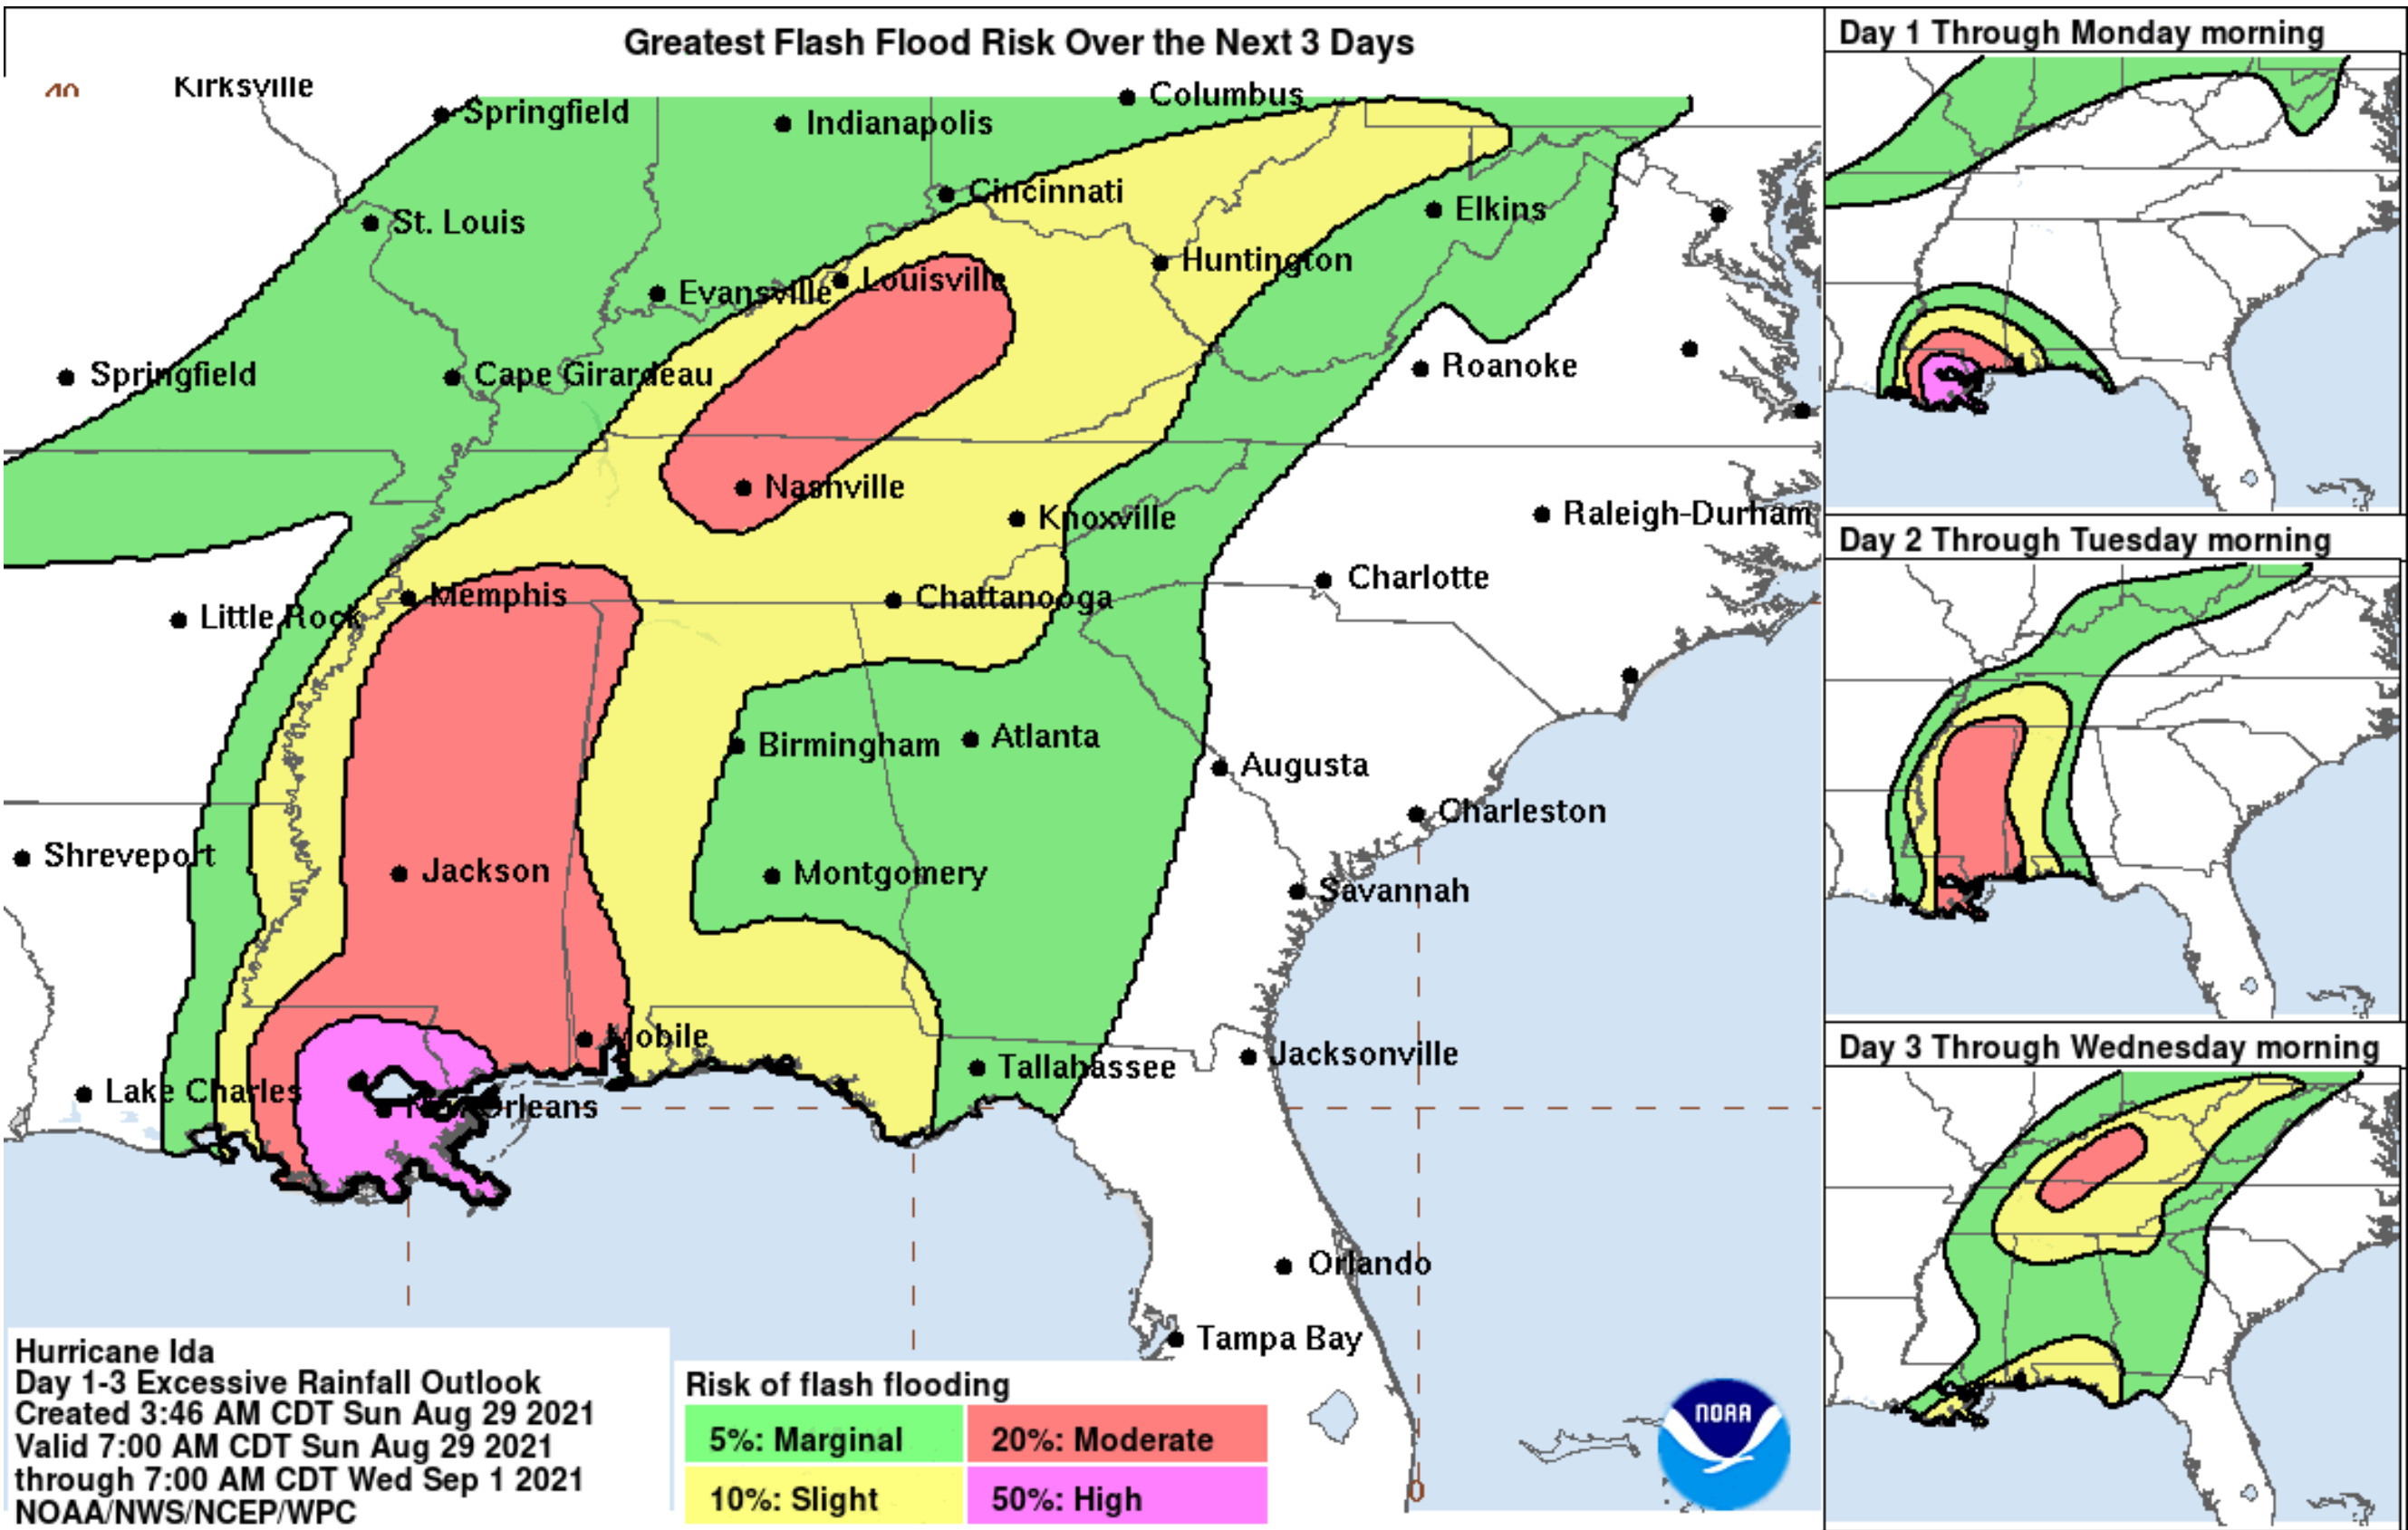 Greatest Flash Flood Risk Over the Next 3 Days
40
Kirksville
Springfield
Indianapolis
Columbus
Cincinnati
St. Louis
Elkins
Evansville
Louisville
Huntington
Springfield
Cape Girardeau
Roanoke
Nashville
Knoxville
Raleigh-Durham
Little Rock
Memphis
Chattanooga
Charlotte
Birmingham
Atlanta
Augusta
Charleston
Shreveport
Jackson
Montgomery
Savannah
Mobile
Tallahassee
Jacksonville
Lake Charles
Orleans
Orlando
Tampa Bay
Hurricane Ida
Day 1-3 Excessive Rainfall Outlook
Created 3:46 AM CDT Sun Aug 29 2021
Valid 7:00 AM CDT Sun Aug 29 2021
through 7:00 AM CDT Wed Sep 1 2021
NOAA/NWS/NCEP/WPC
Risk of flash flooding
5%: Marginal
20%: Moderate
10%: Slight
50%: High
0
NOAA
Day 1 Through Monday morning
Day 2 Through Tuesday morning
Day 3 Through Wednesday morning